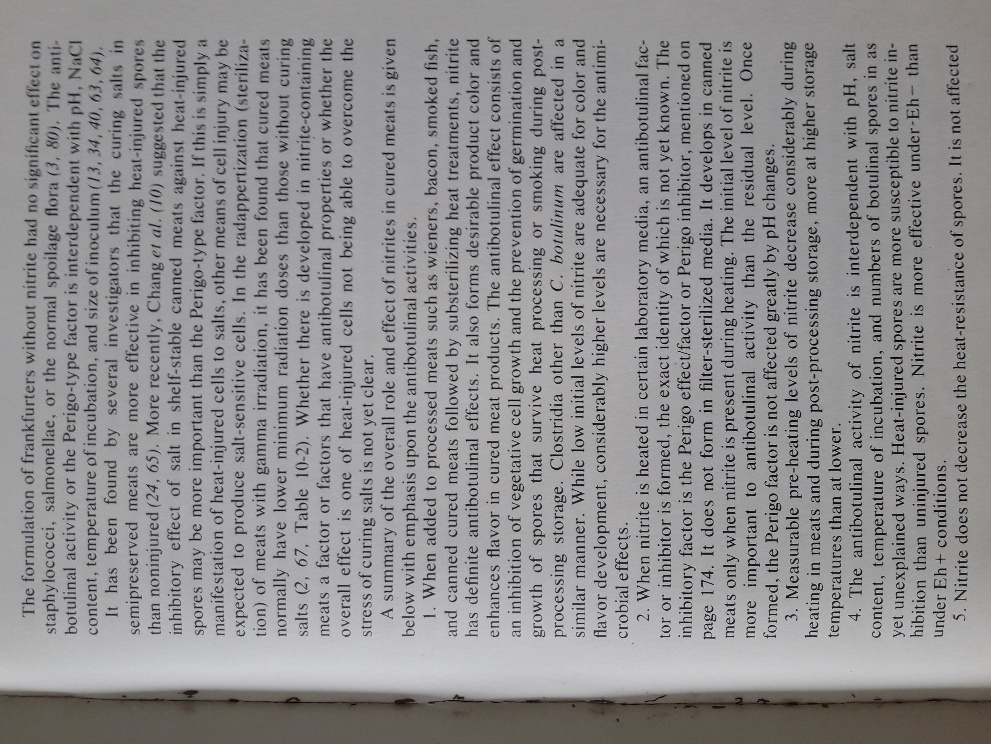 The formulation of frankfurters without nitrite had no significant effect on
staphylococci, salmonellae, or the normal spoilage flora (3, 80). The anti-
botulinal activity or the Perigo-type factor is interdependent with pH, NaCl
content, temperature of incubation, and size of inoculum (13, 34, 40, 63, 64).
It has been found by several investigators that the curing salts in
semipreserved meats are more effective in inhibiting heat-injured spores
than noninjured (24, 65). More recently, Chang et al. (10) suggested that the
inhibitory effect of salt in shelf-stable canned meats against heat-injured
spores may be more important than the Perigo-type factor. If this is simply a
manifestation of heat-injured cells to salts, other means of cell injury may be
expected to produce salt-sensitive cells. In the radappertization (steriliza-
tion) of meats with gamma irradiation, it has been found that cured meats
normally have lower minimum radiation doses than those without curing
salts (2, 67, Table 10-2). Whether there is developed in nitrite-containing
meats a factor or factors that have antibotulinal properties or whether the
overall effect is one of heat-injured cells not being able to overcome the
stress of curing salts is not yet clear.
A summary of the overall role and effect of nitrites in cured meats is given
below with emphasis upon the antibotulinal activities.
1. When added to processed meats such as wieners, bacon, smoked fish,
and canned cured meats followed by substerilizing heat treatments, nitrite
has definite antibotulinal effects. It also forms desirable product color and
enhances flavor in cured meat products. The antibotulinal effect consists of
an inhibition of vegetative cell growth and the prevention of germination and
growth of spores that survive heat processing or smoking during post-
processing storage. Clostridia other than C. botulinum are affected in a
similar manner. While low initial levels of nitrite are adequate for color and
flavor development, considerably higher levels are necessary for the antimi-
crobial effects.
2. When nitrite is heated in certain laboratory media, an antibotulinal fac-
tor or inhibitor is formed, the exact identity of which is not yet known. The
inhibitory factor is the Perigo effect/factor or Perigo inhibitor, mentioned on
page 174. It does not form in filter-sterilized media. It develops in canned
meats only when nitrite is present during heating. The initial level of nitrite is
more important to antibotulinal activity than the residual level. Once
formed, the Perigo factor is not affected greatly by pH changes.
3. Measurable pre-heating levels of nitrite decrease considerably during
heating in meats and during post-processing storage, more at higher storage
temperatures than at lower.
4. The antibotulinal activity of nitrite is interdependent with pH, salt
content, temperature of incubation, and numbers of botulinal spores in as
yet unexplained ways. Heat-injured spores are more susceptible to nitrite in-
hibition than uninjured spores. Nitrite is more effective under Eh− than
under Eh+ conditions.
5. Nitrite does not decrease the heat-resistance of spores. It is not affected